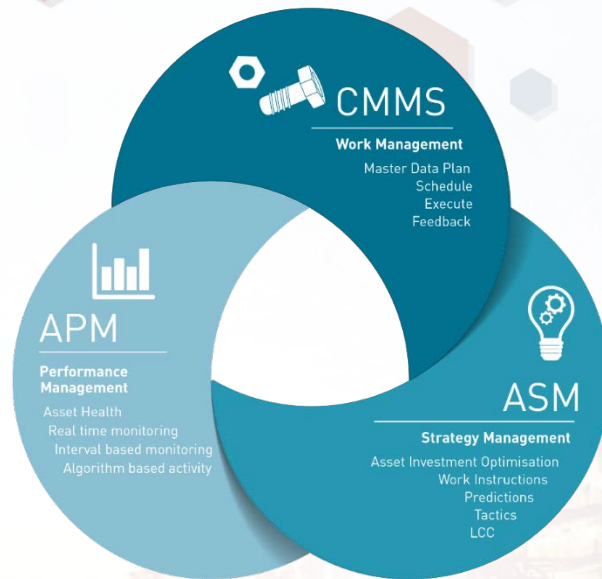 CMMS
Work Management
Master Data Plan
Schedule
Execute
Feedback
APM
Performance
Management
Asset Health
Real time monitoring
Interval based monitoring
Algorithm based activity
ASM
Strategy Management
Asset Investment Optimisation
Work Instructions
Predictions
Tactics
LCC